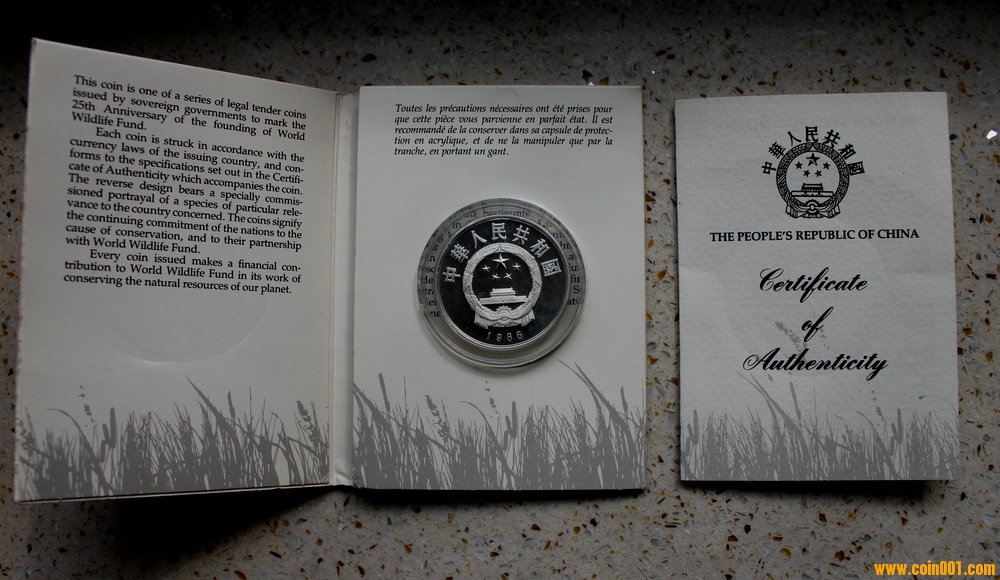 This coin is one of a series of legal tender coins
issued by sovereign governments to mark the
25th Anniversary of the founding of World
Wildlife Fund.
Each coin is struck in accordance with the
currency laws of the issuing country, and con-
forms to the specifications set out in the Certifi-
cate of Authenticity which accompanies the coin.
The reverse design bears a specially commis-
sioned portrayal of a species of particular rele-
vance to the country concerned. The coins signify
the continuing commitment of the nations to the
cause of conservation, and to their partnership
with World Wildlife Fund.
Every coin issued makes a financial con-
tribution to World Wildlife Fund in its work of
conserving the natural resources of our planet.
Toutes les précautions nécessaires ont été prises pour
que cette pièce vous parvienne en parfait état. Il est
recommandé de la conserver dans sa capsule de protec-
tion en acrylique, et de ne la manipuler que par la
tranche, en portant un gant.
中華人民共和國
1986
中華人民共和國
THE PEOPLE'S REPUBLIC OF CHINA
Certificate
of
Authenticity
www.coin001.com